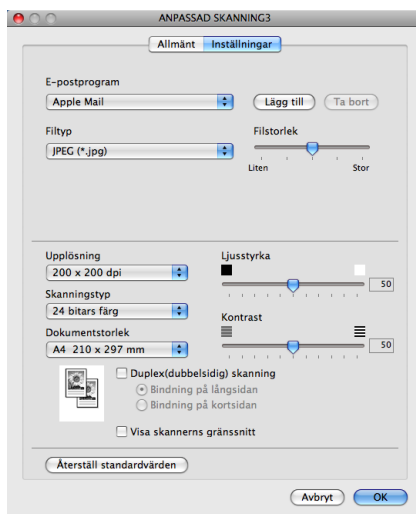 ANPASSAD SKANNING3
Allmänt Inställningar
E-postprogram
Apple Mail Lägg till Ta bort
Filtyp Filstorlek
JPEG (*.jpg)
Liten Stor
Upplösning Ljusstyrka
200 x 200 dpi
50
Skanningstyp
24 bitars färg Kontrast
Dokumentstorlek
A4 210 x 297 mm 50
Duplex(dubbelsidig) skanning
Bindning på långsidan
Bindning på kortsidan
Visa skannerns gränssnitt
Återställ standardvärden
Avbryt OK